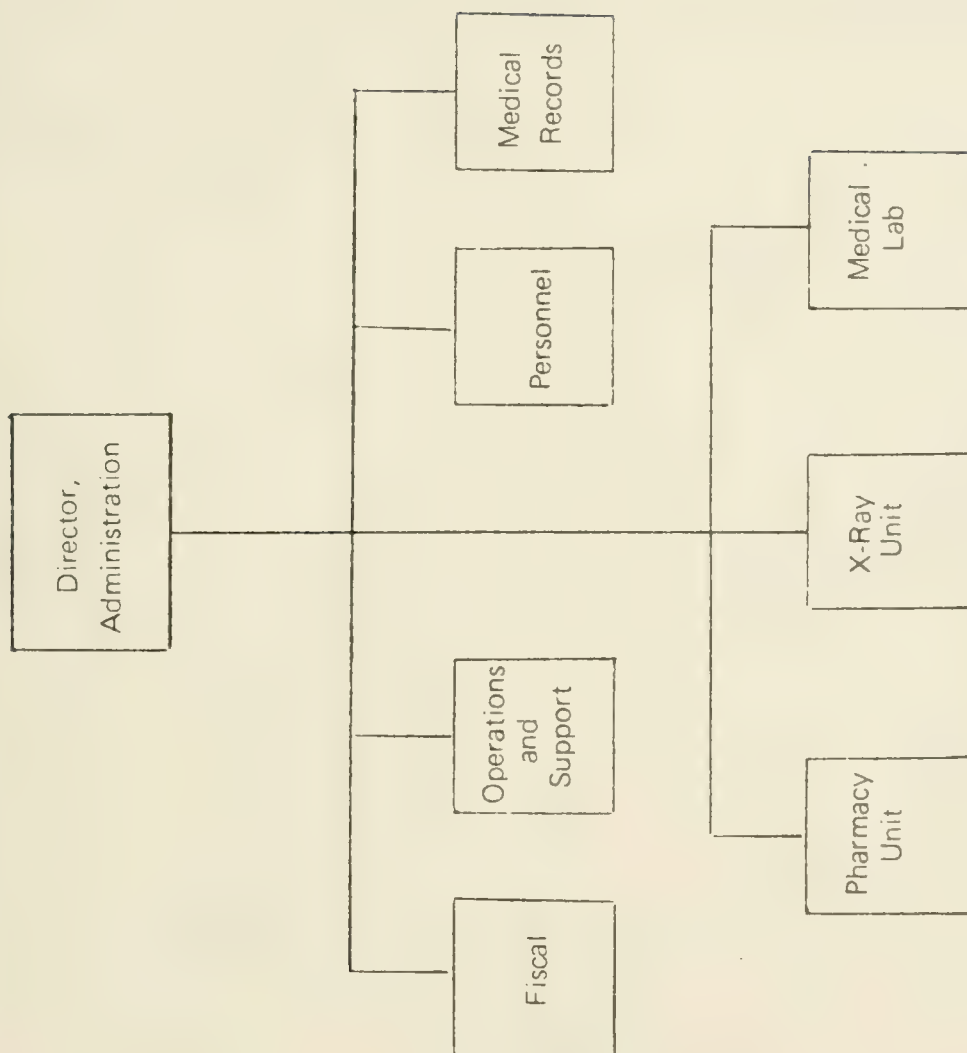 Director,
Administration
Fiscal
Operations
and
Support
Personnel
Medical
Records
Pharmacy
Unit
X-Ray
Unit
Medical
Lab